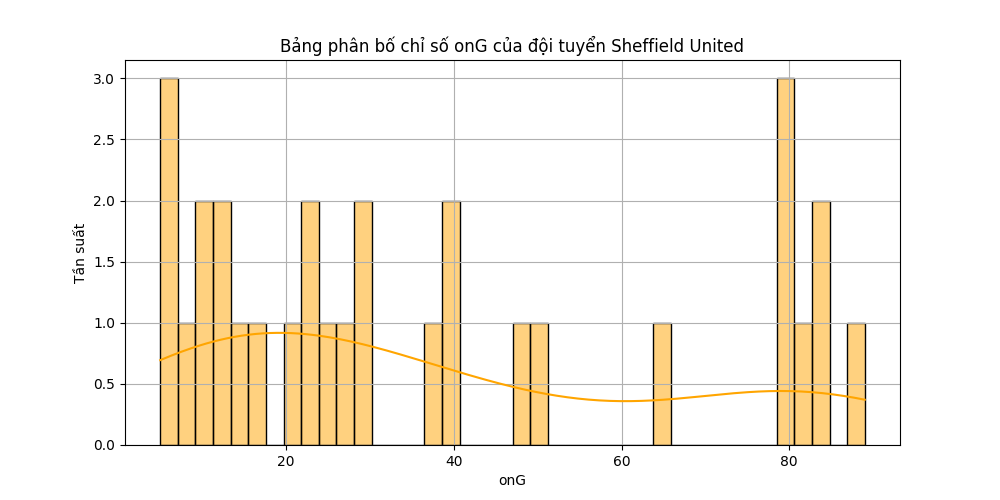 Bảng phân bố chỉ số onG của đội tuyển Sheffield United
3.0
2.5
2.0
1.5
1.0
0.5
0.0
Tần suất
20 40 60 80
onG